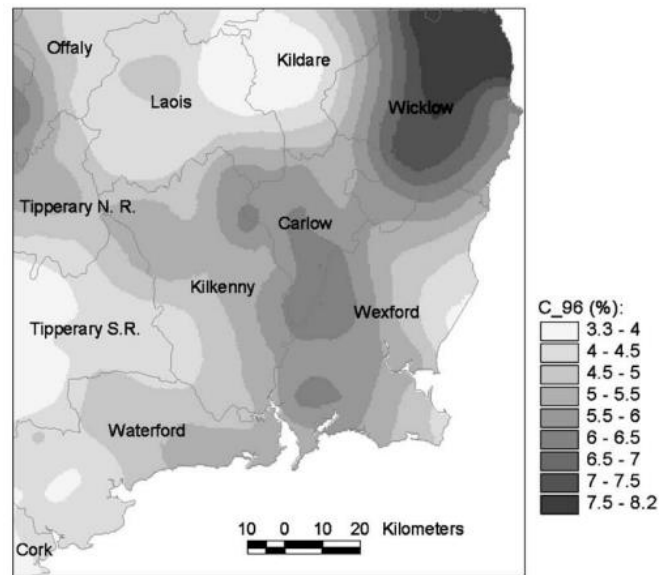 Offaly
Kildare
Laois
Wicklow
Tipperary N. R.
Carlow
Kilkenny
Wexford
Tipperary S.R.
Waterford
Cork
10 0 10 20 Kilometers
C_96 (%):
3.3 - 4
4 - 4.5
4.5 - 5
5 - 5.5
5.5 - 6
6 - 6.5
6.5 - 7
7 - 7.5
7.5 - 8.2